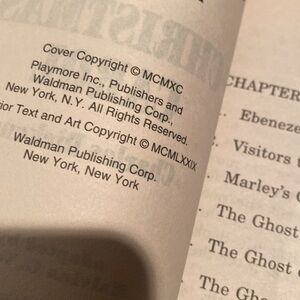 Cover Copyright © MCMXC
Playmore Inc., Publishers and
Waldman Publishing Corp.,
New York, N.Y. All Rights Reserved.
Text and Art Copyright © MCMLXXIX
Waldman Publishing Corp.
New York, New York
CHAPTER
Ebeneze
Visitors
Marley's
The Ghost
The Ghost
The Ghost